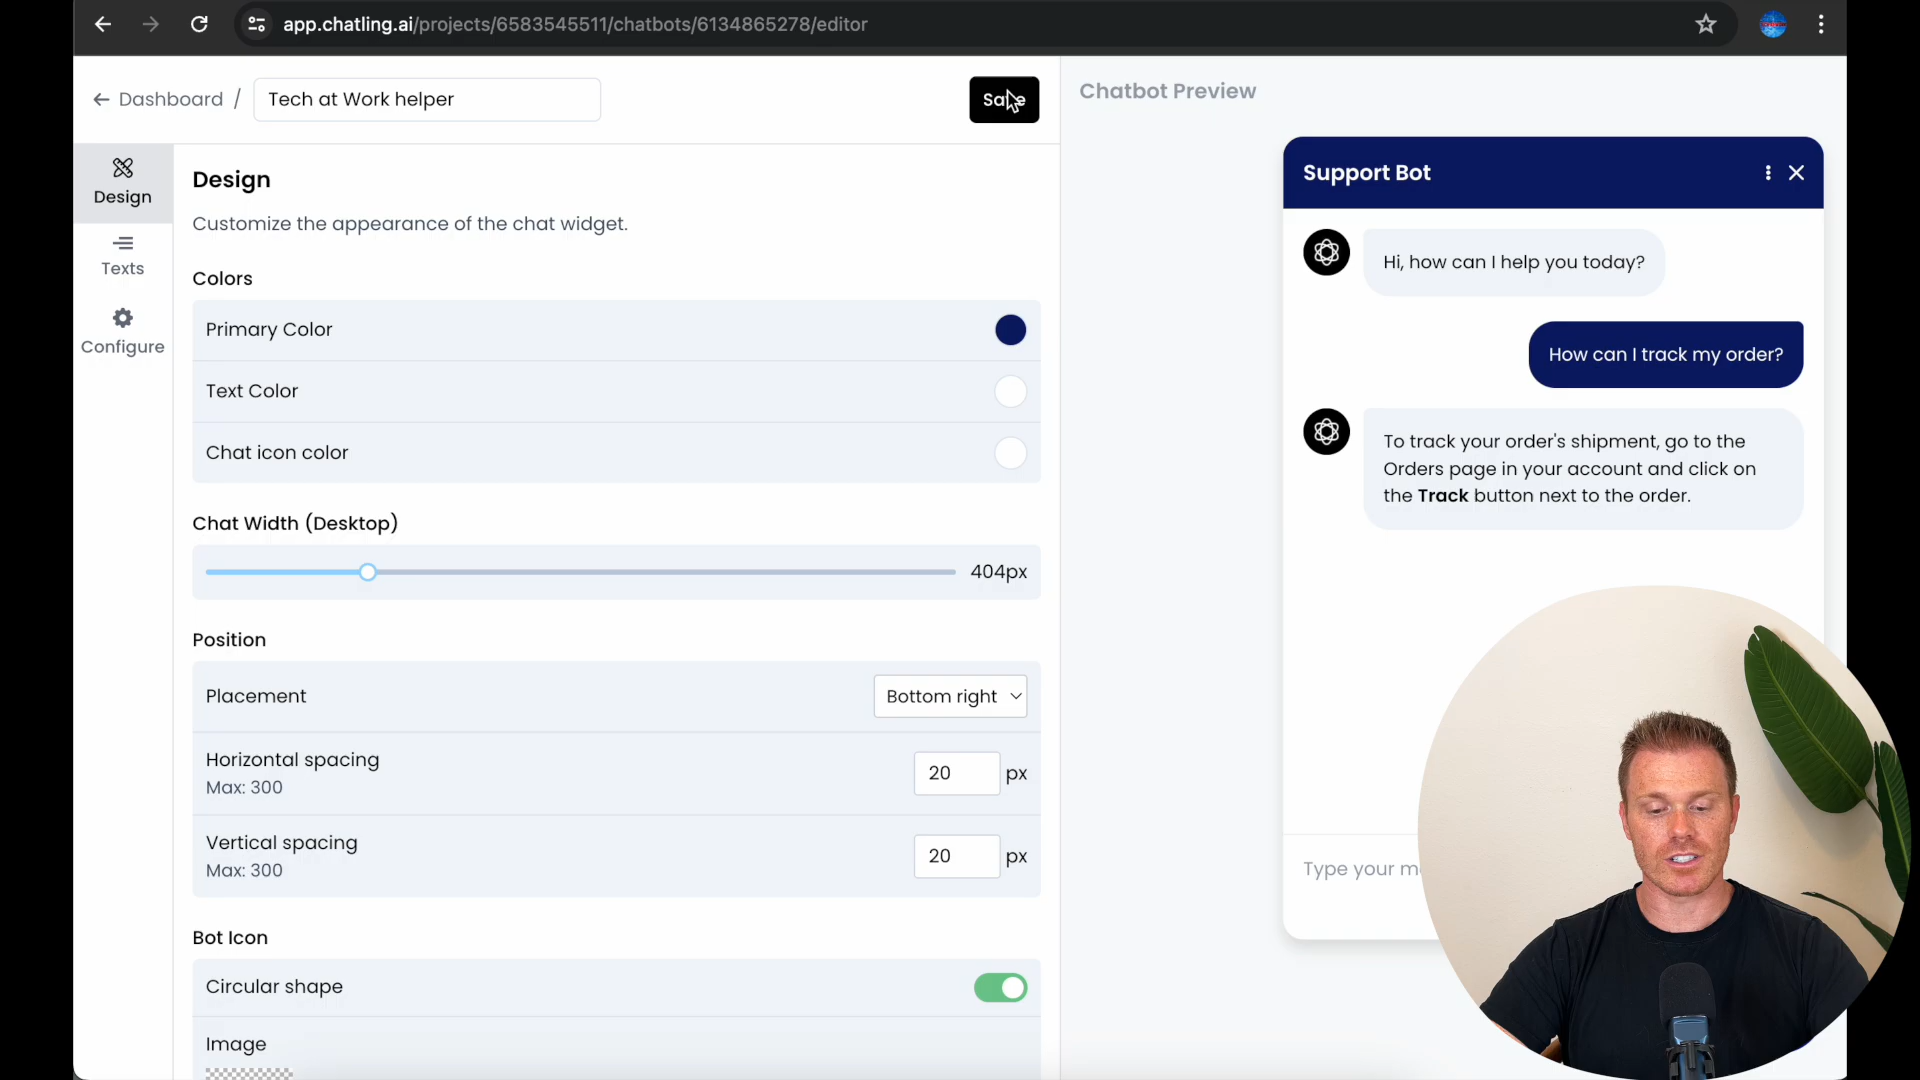 app.chatling.ai/projects/6583545511/chatbots/6134865278/editor
Dashboard / Tech at Work helper
Save
Chatbot Preview
Design
Texts
Configure
Design
Customize the appearance of the chat widget.
Colors
Primary Color
Text Color
Chat icon color
Chat Width (Desktop)
404px
Position
Placement
Bottom right
Horizontal spacing
Max: 300
20 px
Vertical spacing
Max: 300
20 px
Bot Icon
Circular shape
Image
Support Bot
Hi, how can I help you today?
How can I track my order?
To track your order's shipment, go to the
Orders page in your account and click on
the Track button next to the order.
Type your